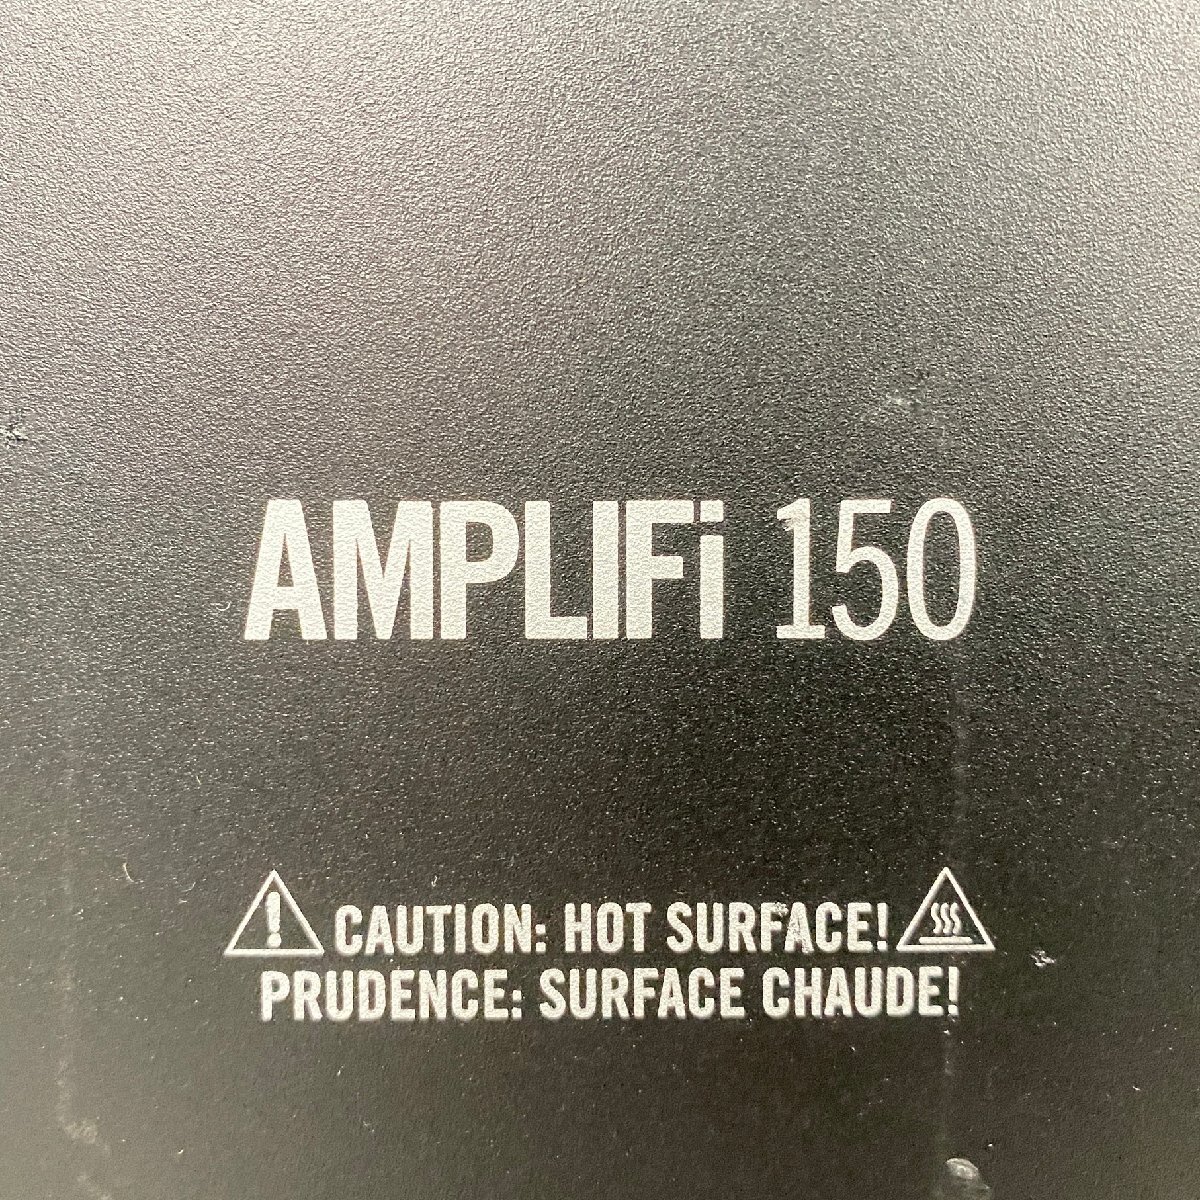 AMPLIFi 150
CAUTION: HOT SURFACE!
PRUDENCE: SURFACE CHAUDE!